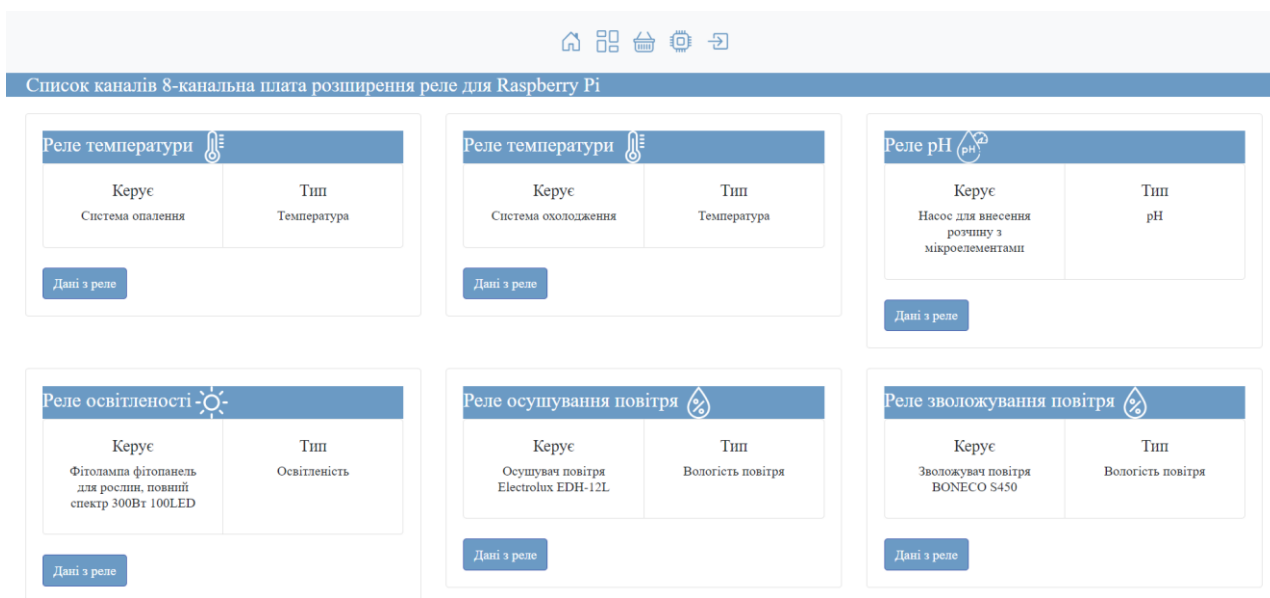 Список каналів 8-канальна плата розширення реле для Raspberry Pi
Реле температури
Керує
Тип
Система опалення
Температура
Дані з реле
Реле температури
Керує
Тип
Система охолодження
Температура
Дані з реле
Реле pH
pH
Керує
Тип
Насос для внесення
розчину з
мікроелементами
pH
Дані з реле
Реле освітленості
Керує
Тип
Фітолампа фітопанель
для рослин, повний
спектр 300Вт 100LED
Освітленість
Дані з реле
Реле осушування повітря
%
Керує
Тип
Осушувач повітря
Electrolux EDH-12L
Вологість повітря
Дані з реле
Реле зволожування повітря
%
Керує
Тип
Зволожувач повітря
BONECO S450
Вологість повітря
Дані з реле